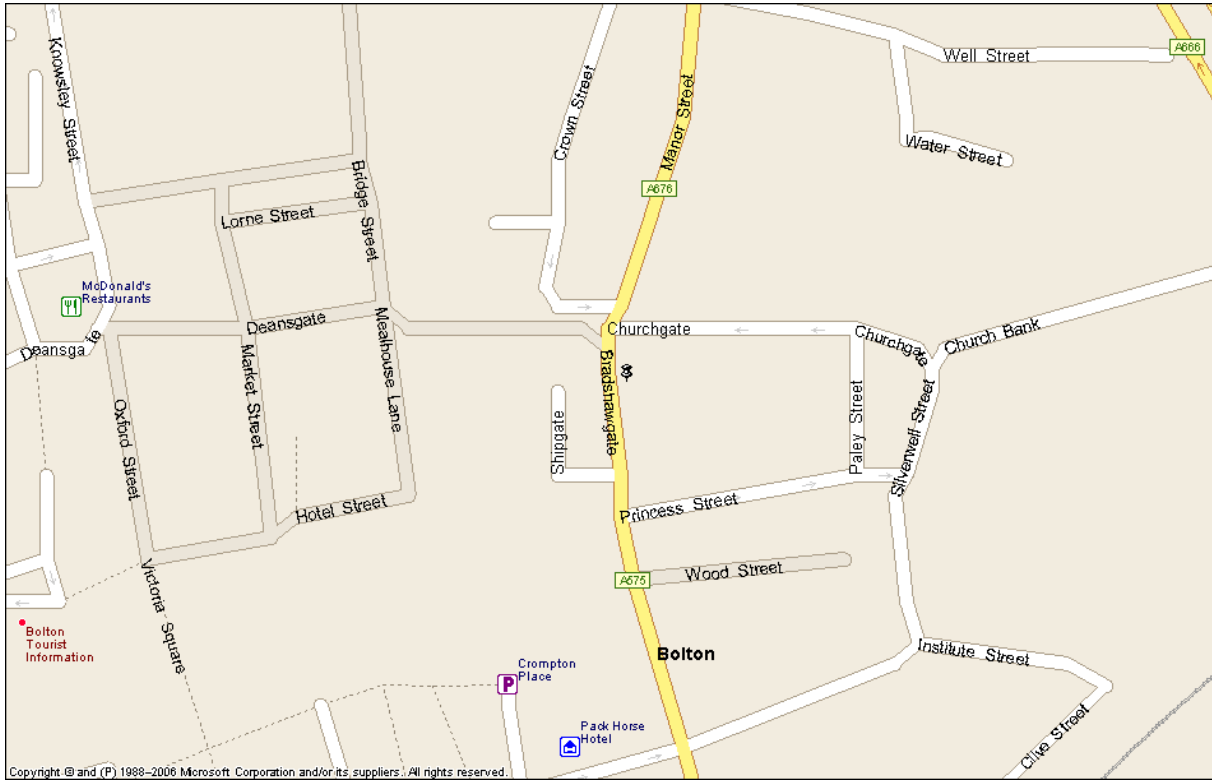 Knowsley Street
Crown Street
Manor Street
Well Street
A666
Water Street
A676
Bridge Street
Lorne Street
McDonald's
Restaurants
Deansgate
Deansgate
Mealhouse Lane
Churchgate
Churchgate
Church Bank
Market Street
Oxford Street
Bradshawgate
Shipgate
Paley Street
Silverwell Street
Hotel Street
Princess Street
Victoria Square
A575
Wood Street
Bolton
Tourist
Information
Bolton
Institute Street
Crompton
Place
P
Pack Horse
Hotel
Clive Street
Copyright © and (P) 1988–2006 Microsoft Corporation and/or its suppliers. All rights reserved.